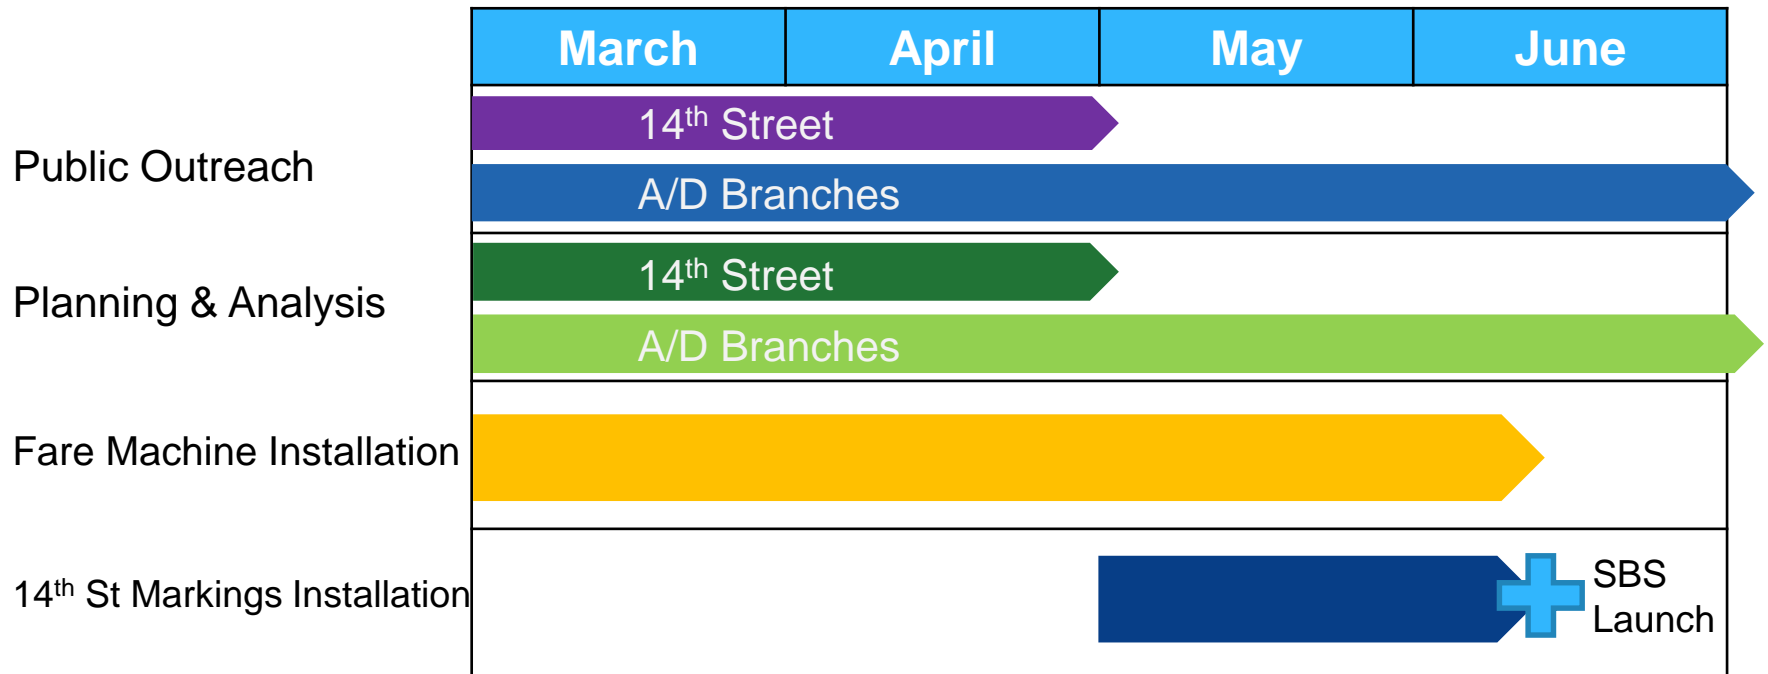 March April May June
14th Street
Public Outreach
A/D Branches
14th Street
Planning & Analysis
A/D Branches
Fare Machine Installation
14th St Markings Installation
SBS
Launch